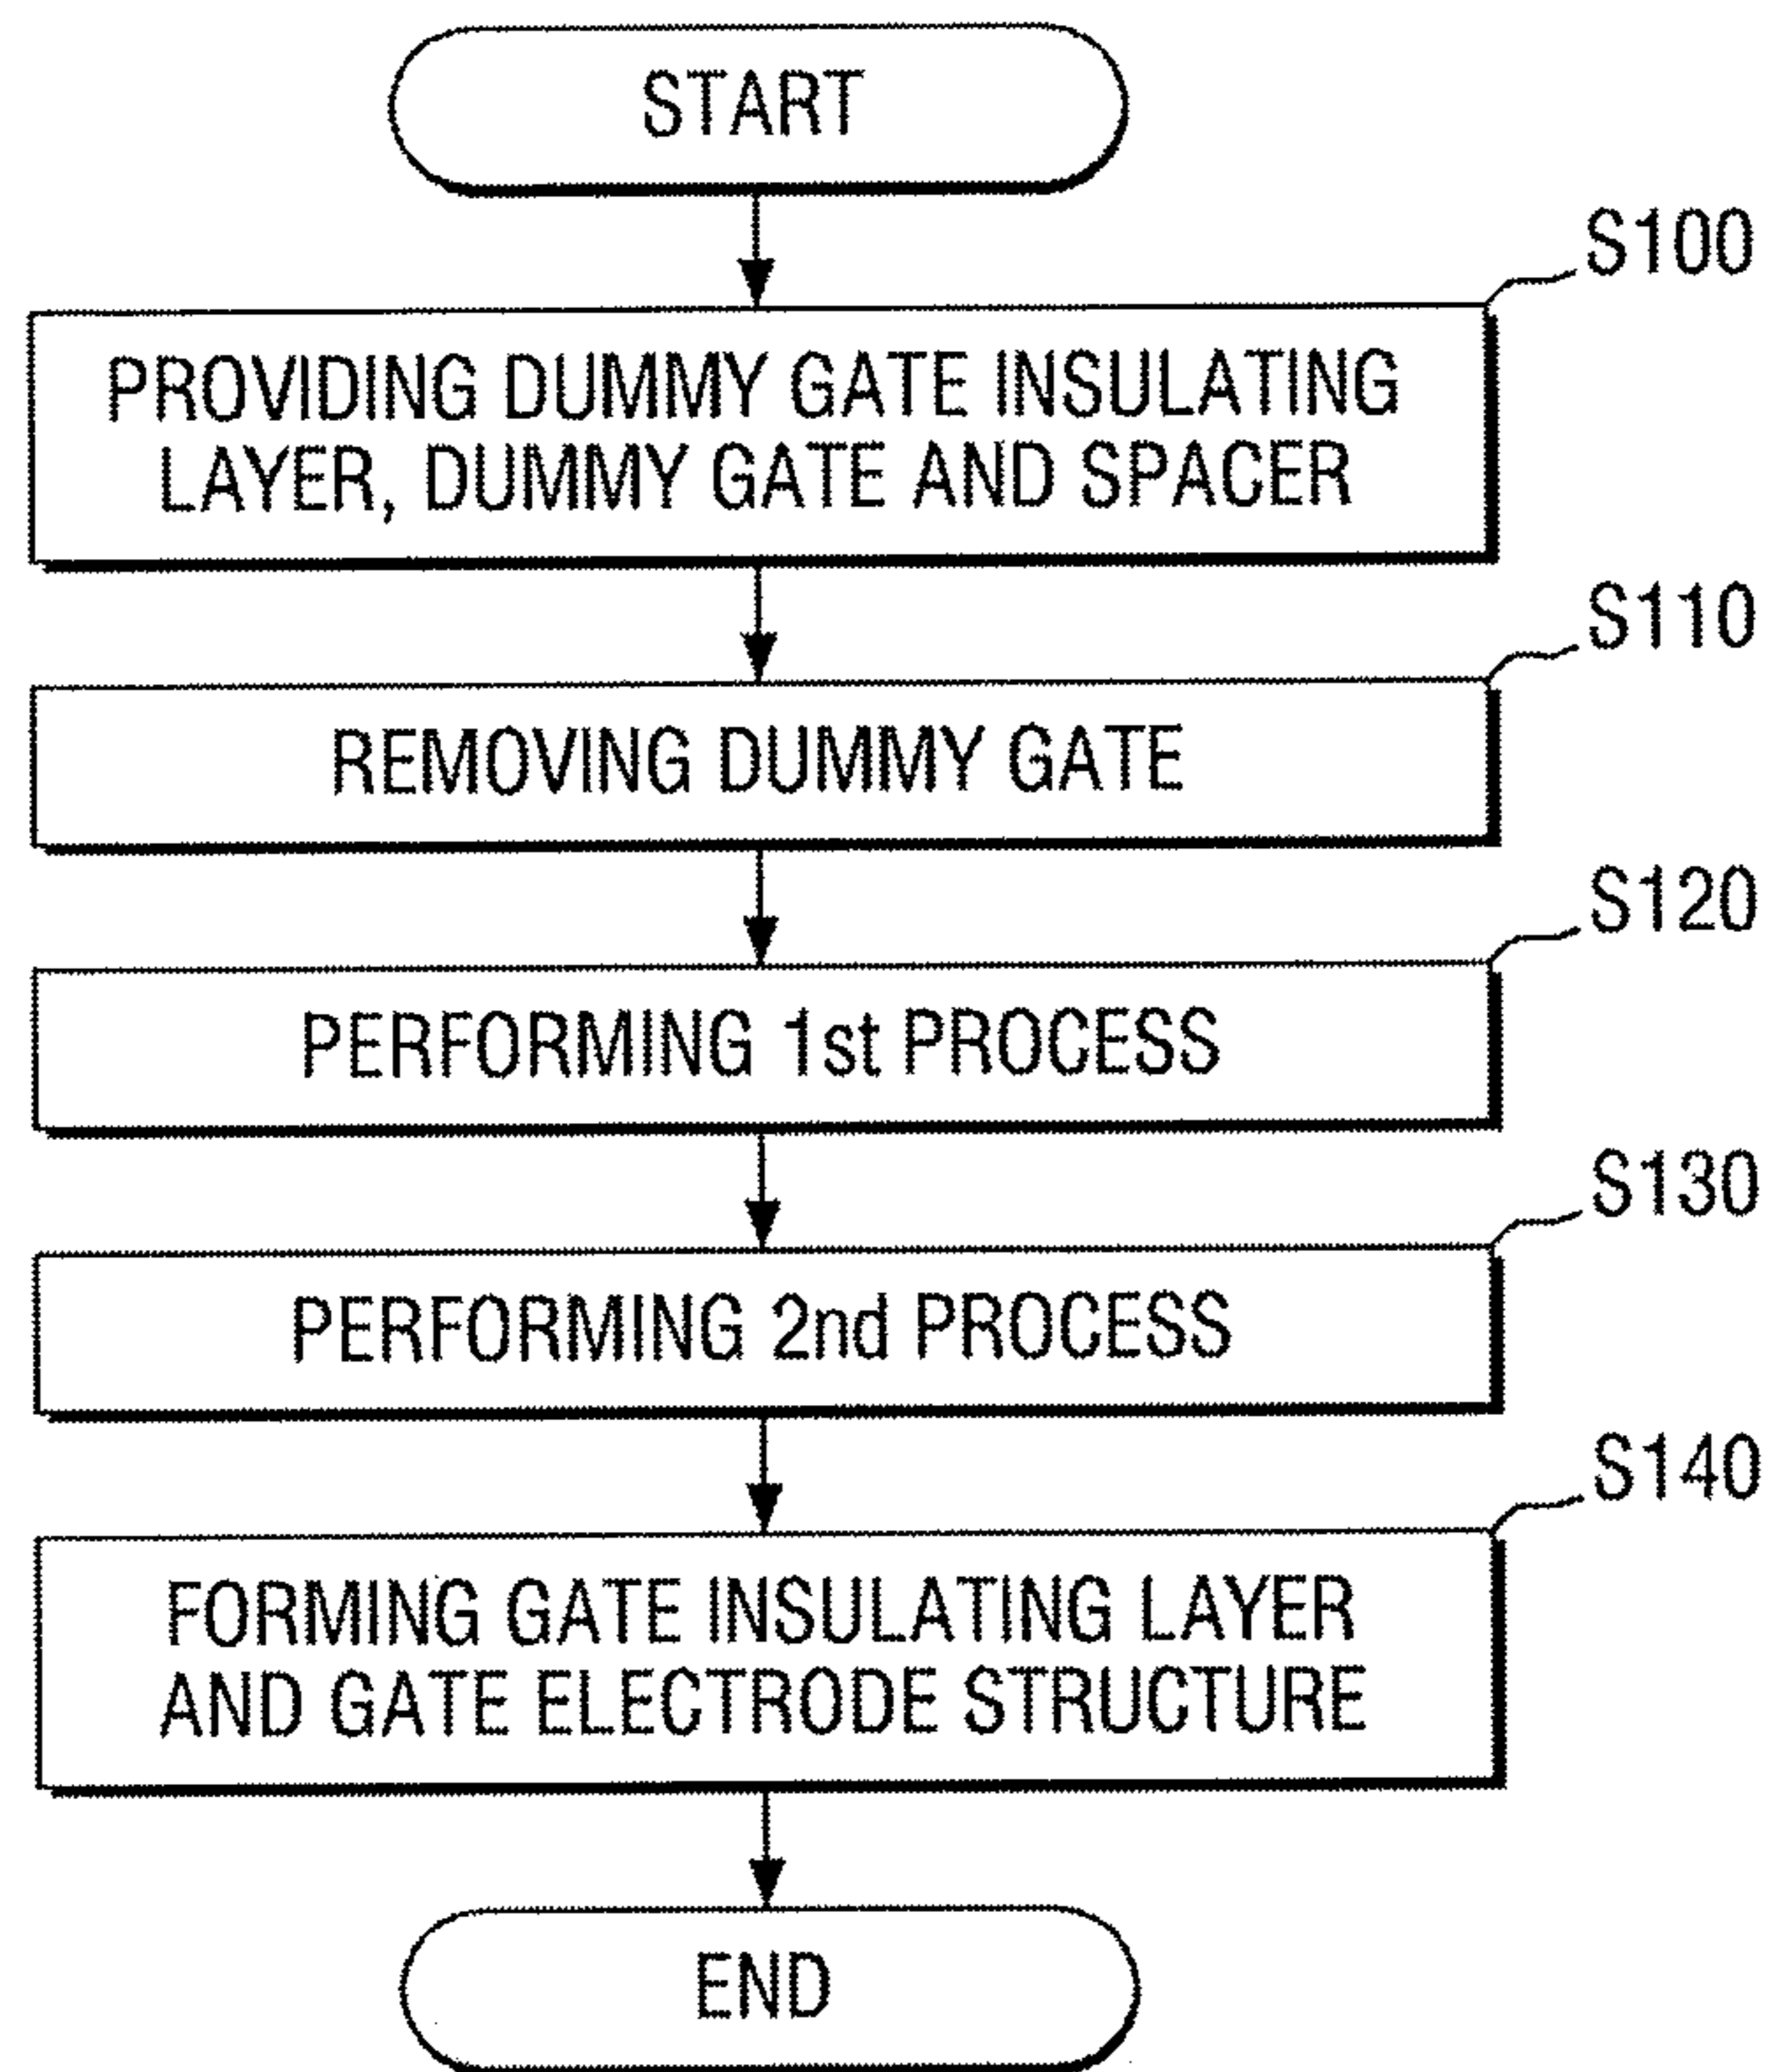 START
S100
PROVIDING DUMMY GATE INSULATING
LAYER, DUMMY GATE AND SPACER
S110
REMOVING DUMMY GATE
S120
PERFORMING 1st PROCESS
S130
PERFORMING 2nd PROCESS
S140
FORMING GATE INSULATING LAYER
AND GATE ELECTRODE STRUCTURE
END